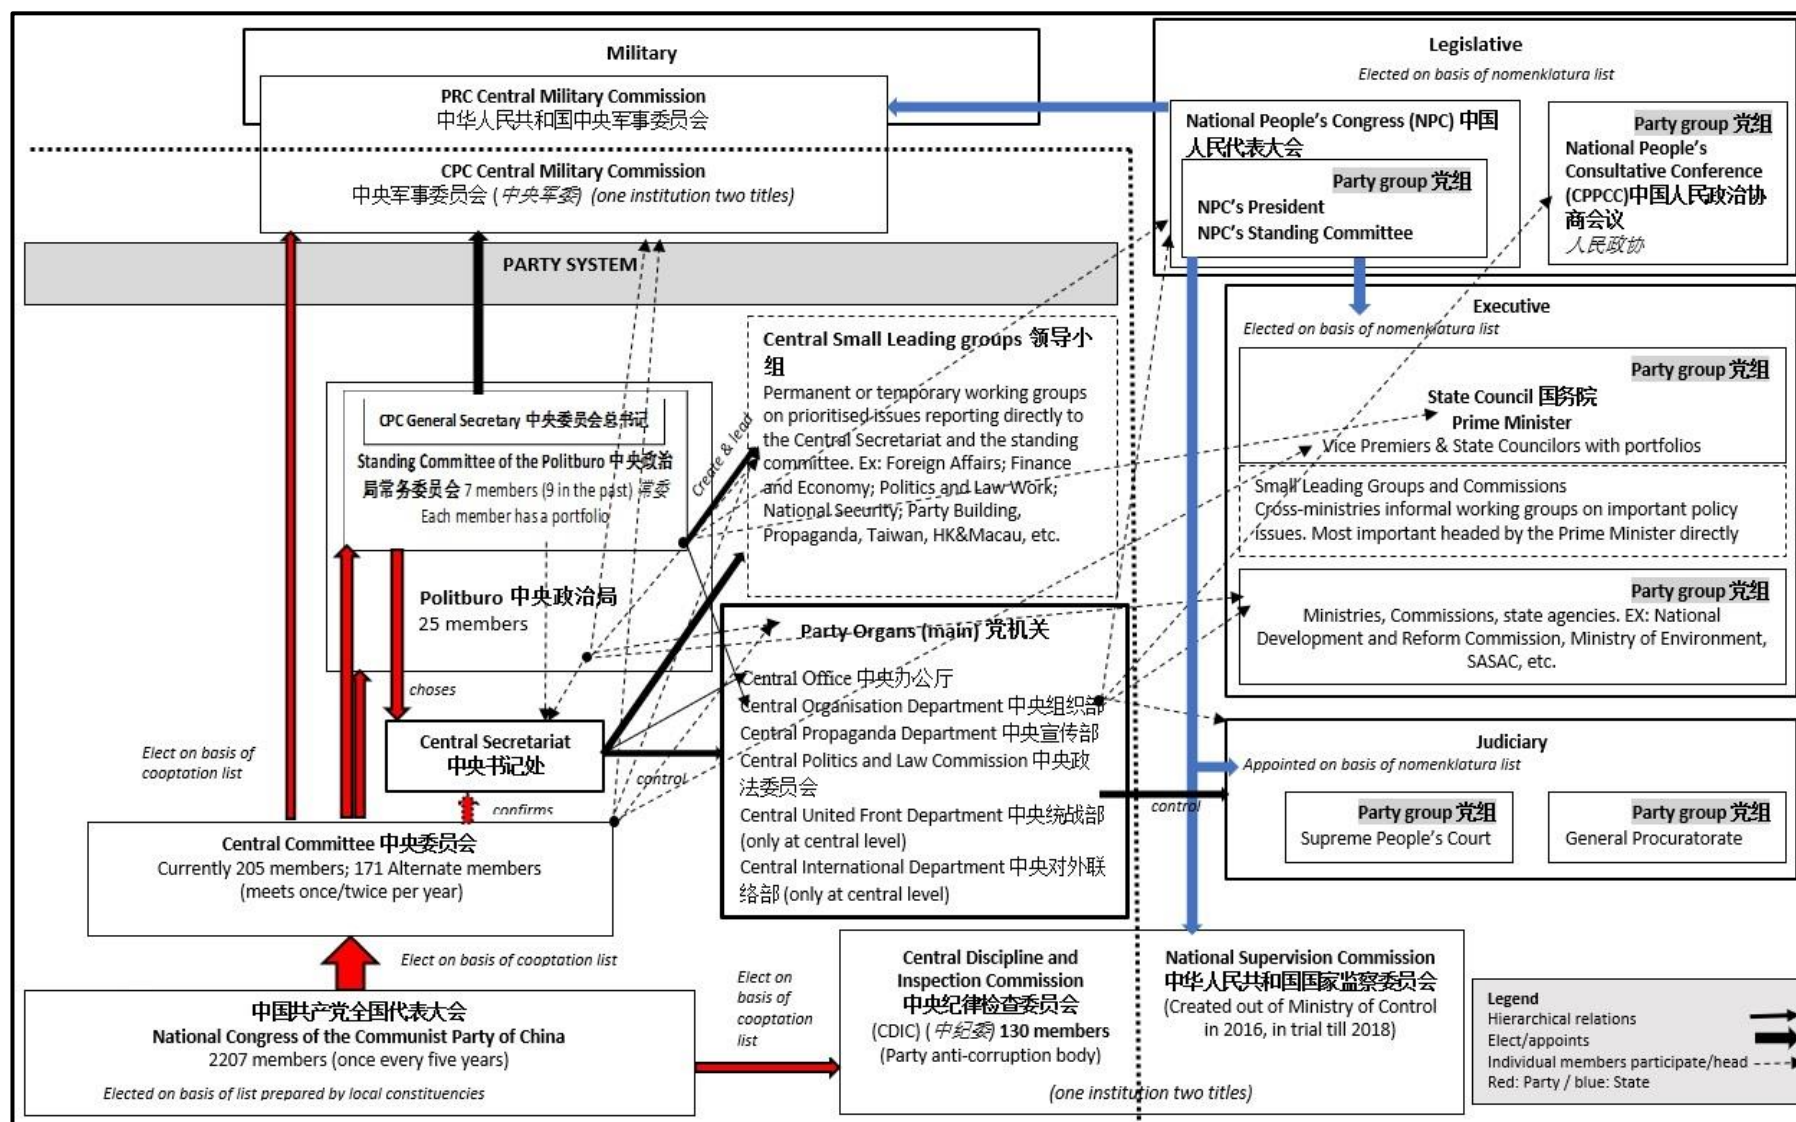 Military
PRC Central Military Commission
中华人民共和国中央军事委员会
CPC Central Military Commission
中央军事委员会 (中央军委) (one institution two titles)
Legislative
Elected on basis of nomenklatura list
National People's Congress (NPC) 中国
人民代表大会
Party group 党组
NPC's President
NPC's Standing Committee
Party group 党组
National People's
Consultative Conference
(CPPCC)中国人民政治协
商会议
人民政协
PARTY SYSTEM
CPC General Secretary 中央委员会总书记
Standing Committee of the Politburo 中央政治
局常务委员会 7 members (9 in the past) 常委
Each member has a portfolio
Politburo 中央政治局
25 members
Create & lead
Central Small Leading groups 领导小
组
Permanent or temporary working groups
on prioritised issues reporting directly to
the Central Secretariat and the standing
committee. Ex: Foreign Affairs; Finance
and Economy; Politics and Law Work;
National Security; Party Building,
Propaganda, Taiwan, HK&Macau, etc.
Executive
Elected on basis of nomenklatura list
Party group 党组
State Council 国务院
Prime Minister
Vice Premiers & State Councilors with portfolios
Small Leading Groups and Commissions
Cross-ministries informal working groups on important policy
issues. Most important headed by the Prime Minister directly
Party group 党组
Ministries, Commissions, state agencies. EX: National
Development and Reform Commission, Ministry of Environment,
SASAC, etc.
choses
Central Secretariat
中央书记处
control
confirms
Elect on basis of
cooptation list
Party Organs (main) 党机关
Central Office 中央办公厅
Central Organisation Department 中央组织部
Central Propaganda Department 中央宣传部
Central Politics and Law Commission 中央政
法委员会
Central United Front Department 中央统战部
(only at central level)
Central International Department 中央对外联
络部 (only at central level)
control
Judiciary
Appointed on basis of nomenklatura list
Party group 党组
Supreme People's Court
Party group 党组
General Procuratorate
Central Committee 中央委员会
Currently 205 members; 171 Alternate members
(meets once/twice per year)
Elect on basis of cooptation list
中国共产党全国代表大会
National Congress of the Communist Party of China
2207 members (once every five years)
Elected on basis of list prepared by local constituencies
Elect on
basis of
cooptation
list
Central Discipline and
Inspection Commission
中央纪律检查委员会
(CDIC) (中纪委) 130 members
(Party anti-corruption body)
National Supervision Commission
中华人民共和国国家监察委员会
(Created out of Ministry of Control
in 2016, in trial till 2018)
(one institution two titles)
Legend
Hierarchical relations
Elect/appoints
Individual members participate/head
Red: Party / blue: State